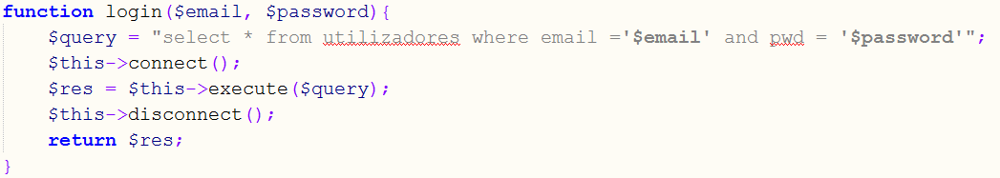 function login($email, $password){
$query = "select * from utilizadores where email ='$email' and pwd = '$password'";
$this->connect();
$res = $this->execute($query);
$this->disconnect();
return $res;
}